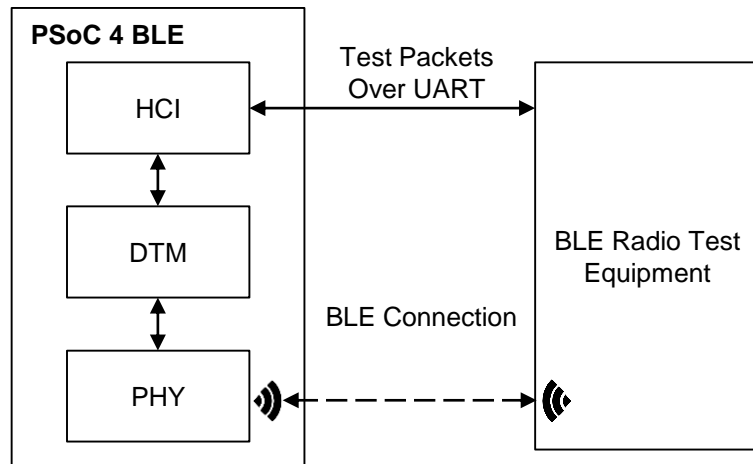 PSoC 4 BLE
HCI
Test Packets
Over UART
DTM
BLE Radio Test
Equipment
BLE Connection
PHY